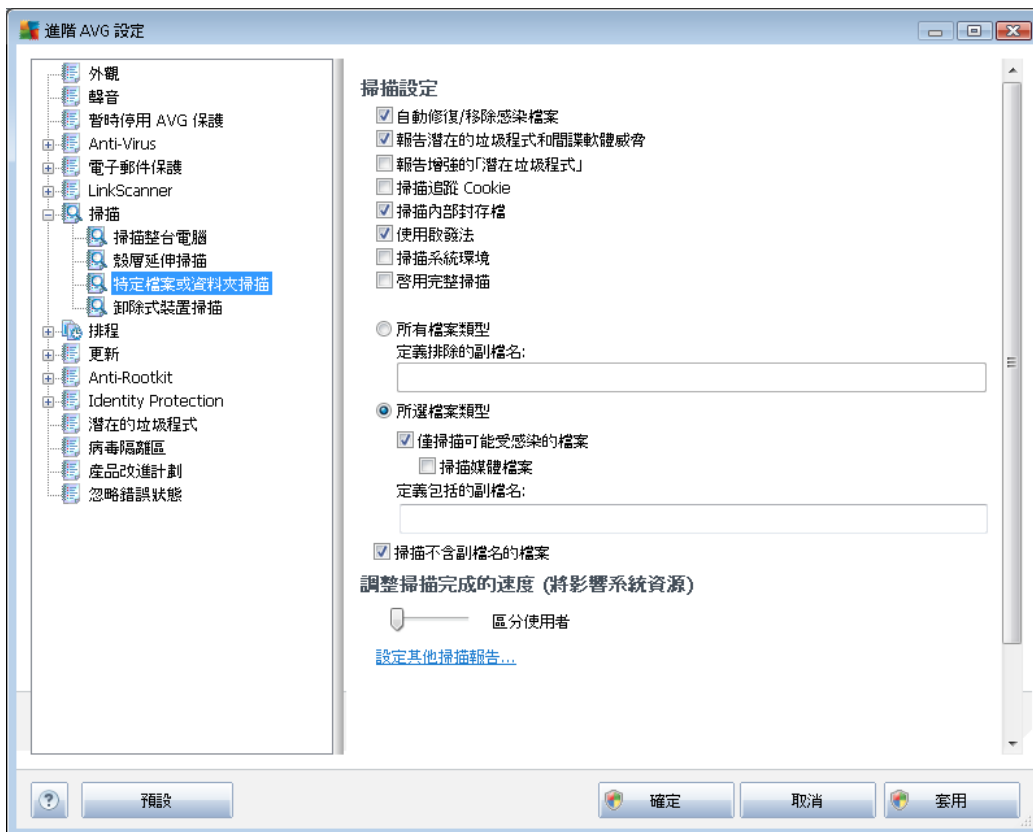 進階 AVG 設定
外觀
聲音
暫時停用 AVG 保護
Anti-Virus
電子郵件保護
LinkScanner
掃描
掃描整台電腦
殼層延伸掃描
特定檔案或資料夾掃描
卸除式裝置掃描
排程
更新
Anti-Rootkit
Identity Protection
潛在的垃圾程式
病毒隔離區
產品改進計劃
忽略錯誤狀態
掃描設定
自動修復/移除感染檔案
報告潛在的垃圾程式和間諜軟體威脅
報告增強的「潛在垃圾程式」
掃描追蹤 Cookie
掃描內部封存檔
使用啟發法
掃描系統環境
啓用完整掃描
所有檔案類型
定義排除的副檔名:
所選檔案類型
僅掃描可能受感染的檔案
掃描媒體檔案
定義包括的副檔名:
掃描不含副檔名的檔案
調整掃描完成的速度 (將影響系統資源)
區分使用者
設定其他掃描報告...
?
預設
確定
取消
套用